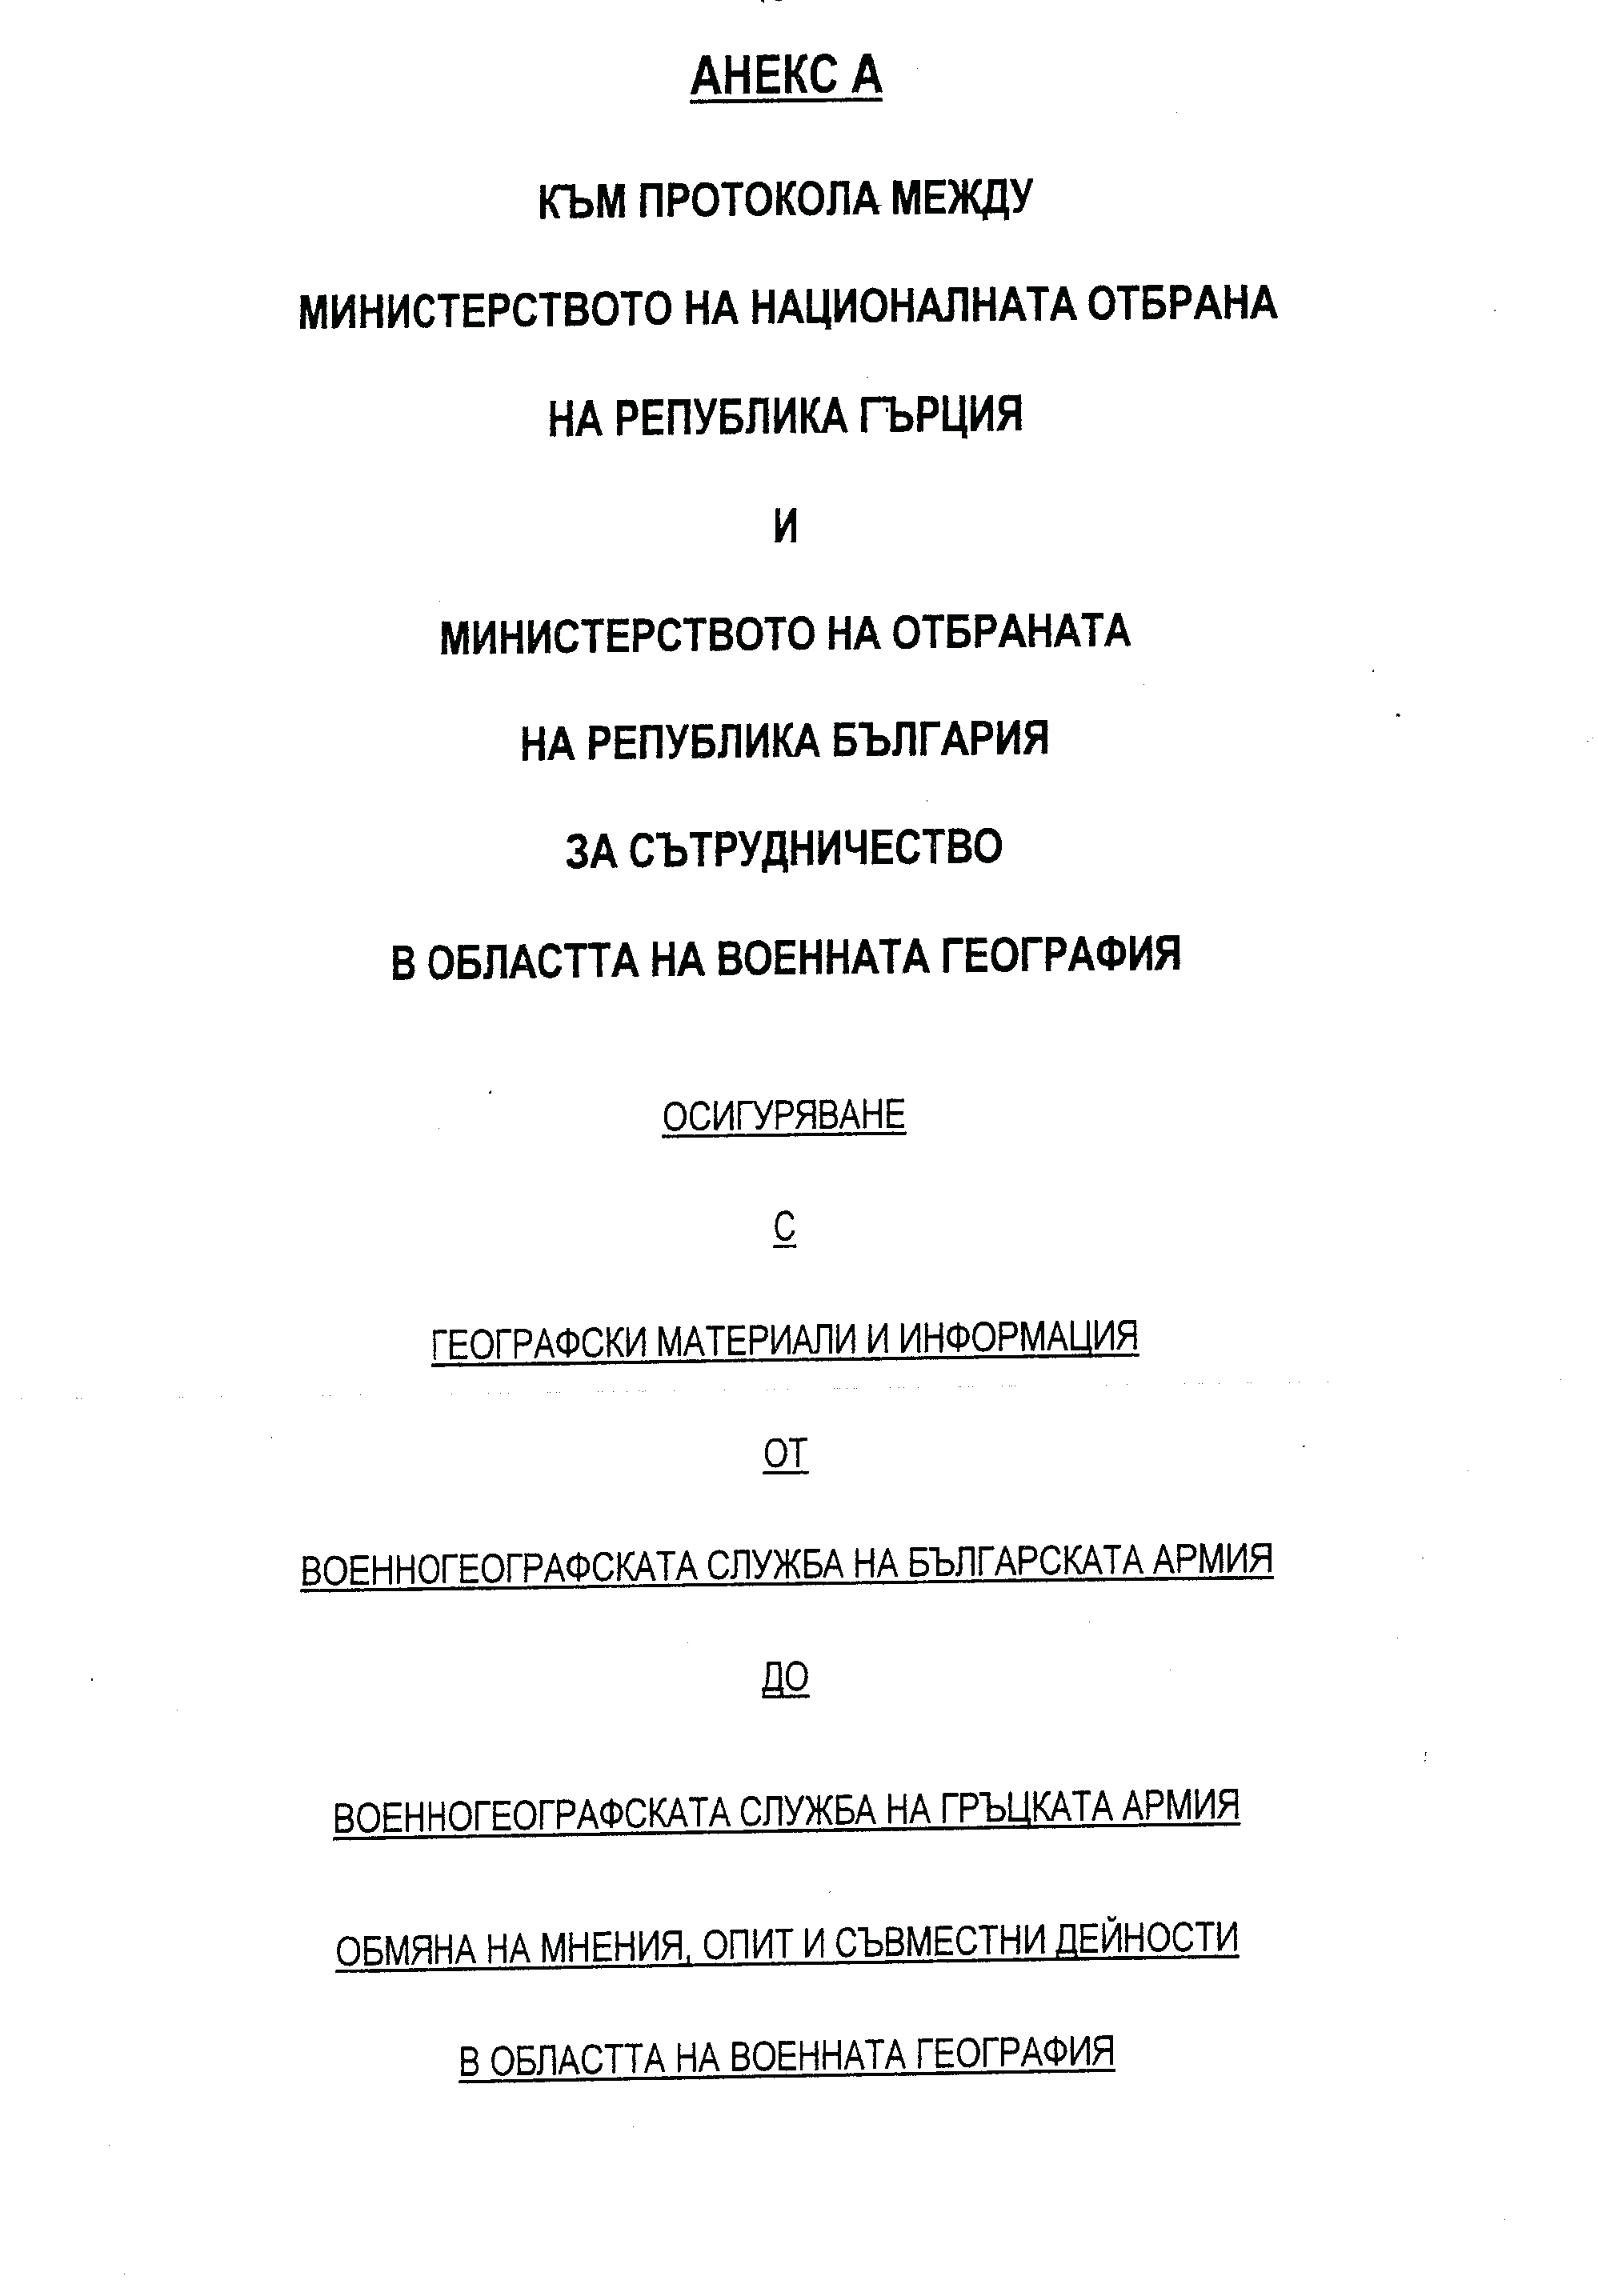 АНЕКС А
КЪМ ПРОТОКОЛА МЕЖДУ
МИНИСТЕРСТВОТО НА НАЦИОНАЛНАТА ОТБРАНА
НА РЕПУБЛИКА ГЪРЦИЯ
И
МИНИСТЕРСТВОТО НА ОТБРАНАТА
НА РЕПУБЛИКА БЪЛГАРИЯ
ЗА СЪТРУДНИЧЕСТВО
В ОБЛАСТТА НА ВОЕННАТА ГЕОГРАФИЯ
ОСИГУРЯВАНЕ
С
ГЕОГРАФСКИ МАТЕРИАЛИ И ИНФОРМАЦИЯ
ОТ
ВОЕННОГЕОГРАФСКАТА СЛУЖБА НА БЪЛГАРСКАТА АРМИЯ
ДО
ВОЕННОГЕОГРАФСКАТА СЛУЖБА НА ГРЪЦКАТА АРМИЯ
ОБМЯНА НА МНЕНИЯ, ОПИТ И СЪВМЕСТНИ ДЕЙНОСТИ
В ОБЛАСТТА НА ВОЕННАТА ГЕОГРАФИЯ